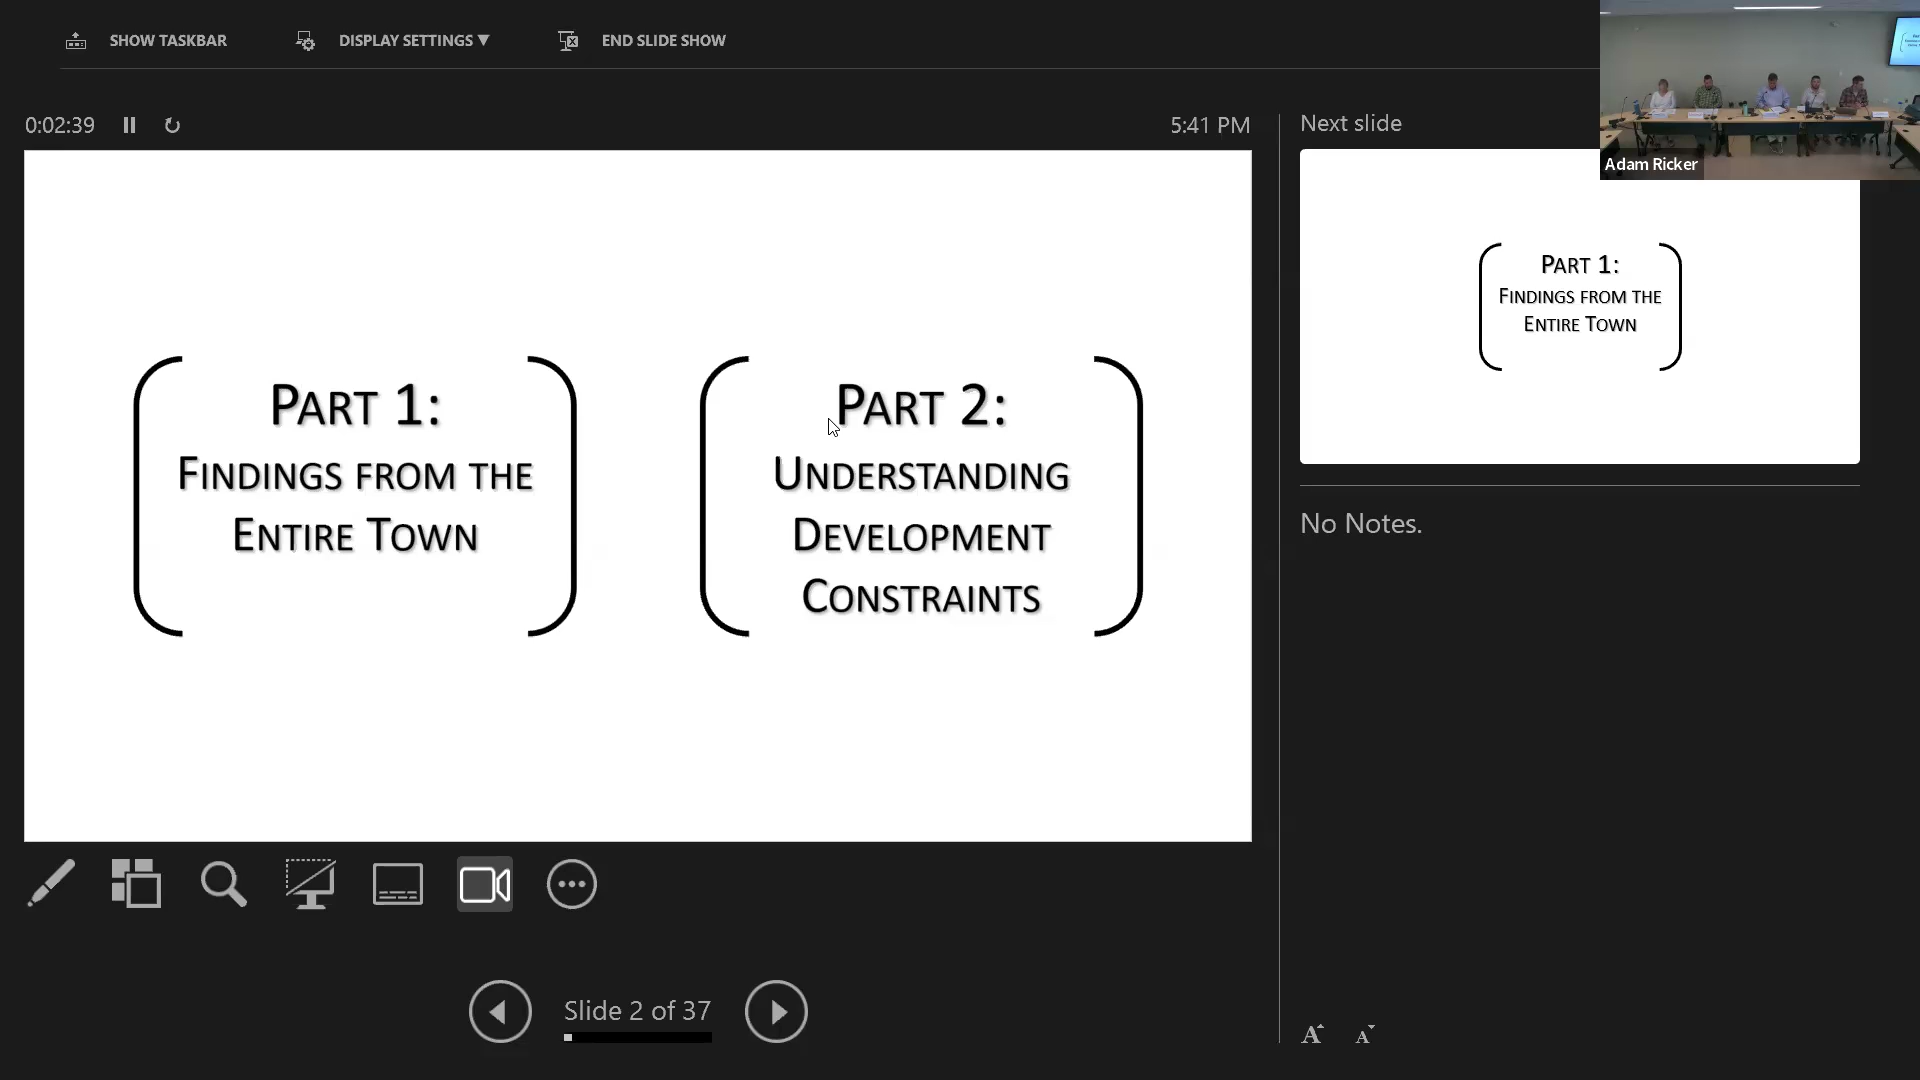 SHOW TASKBAR
DISPLAY SETTINGS ▼
END SLIDE SHOW
0:02:39
5:41 PM
Next slide
Adam Ricker
PART 1:
FINDINGS FROM THE
ENTIRE TOWN
PART 2:
UNDERSTANDING
DEVELOPMENT
CONSTRAINTS
PART 1:
FINDINGS FROM THE
ENTIRE TOWN
No Notes.
Slide 2 of 37
A
A